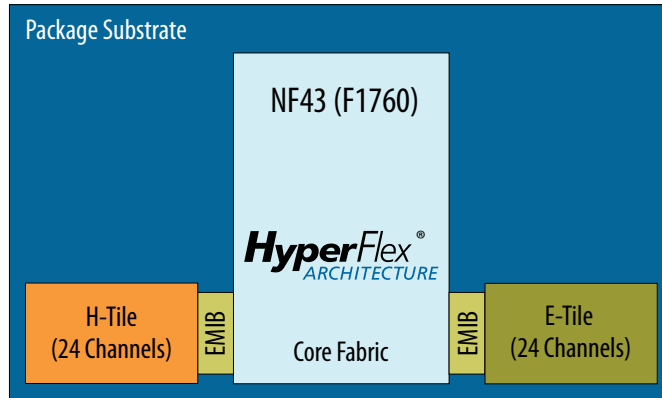 Package Substrate
NF43 (F1760)
HyperFlex®
ARCHITECTURE
H-Tile
(24 Channels)
EMIB
Core Fabric
EMIB
E-Tile
(24 Channels)